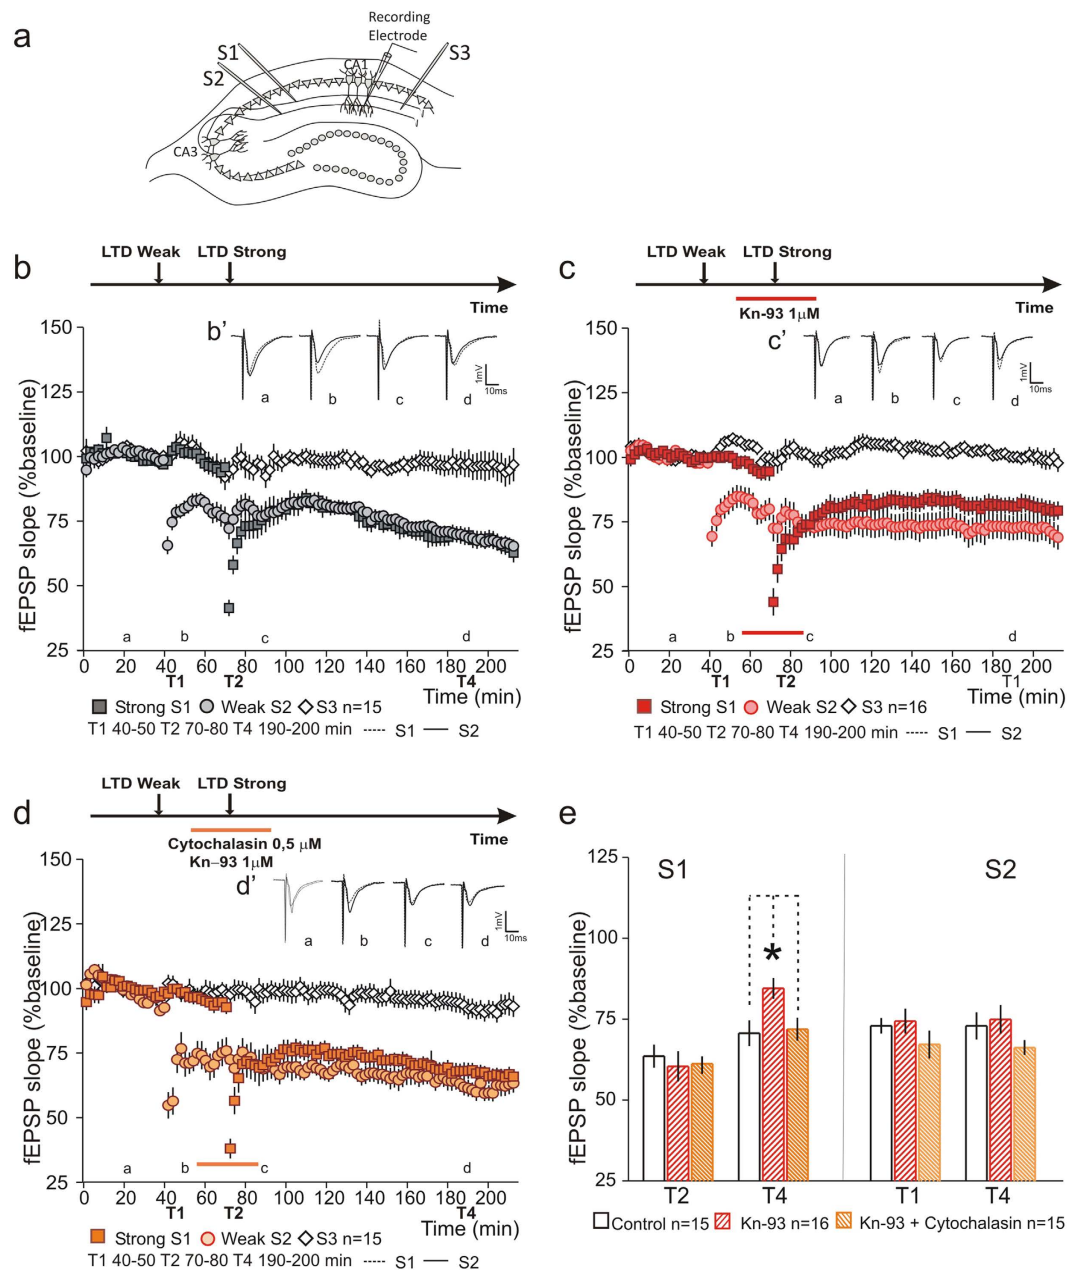 a
Recording
Electrode
S1
S2
S3
CA1
CA3
b
LTD Weak LTD Strong
Time
b'
1mV
10ms
a b c d
fEPSP slope (%baseline)
150
125
100
75
50
25
a b c d
0 20 40 60 80 100 120 140 160 180 200
T1 T2 T4
Time (min)
Strong S1 Weak S2 S3 n=15
T1 40-50 T2 70-80 T4 190-200 min S1 S2
c
LTD Weak LTD Strong
Time
Kn-93 1µM
c'
1mV
10ms
a b c d
fEPSP slope (%baseline)
150
125
100
75
50
25
a b c d
0 20 40 60 80 100 120 140 160 180 200
T1 T2 T1
Time (min)
Strong S1 Weak S2 S3 n=16
T1 40-50 T2 70-80 T4 190-200 min S1 S2
d
LTD Weak LTD Strong
Time
Cytochalasin 0,5 µM
Kn-93 1µM
d'
1mV
10ms
a b c d
fEPSP slope (%baseline)
150
125
100
75
50
25
a b c d
0 20 40 60 80 100 120 140 160 180 200
T1 T2 T4
Time (min)
Strong S1 Weak S2 S3 n=15
T1 40-50 T2 70-80 T4 190-200 min S1 S2
e
S1 S2
*
fEPSP slope (%baseline)
125
100
75
50
25
T2 T4 T1 T4
Control n=15 Kn-93 n=16 Kn-93 + Cytochalasin n=15